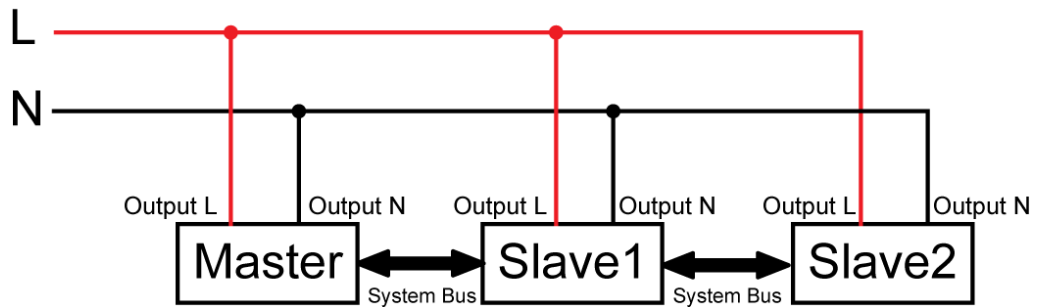 L
N
Output L
Output N
Output L
Output N
Output L
Output N
Master
Slave1
Slave2
System Bus
System Bus